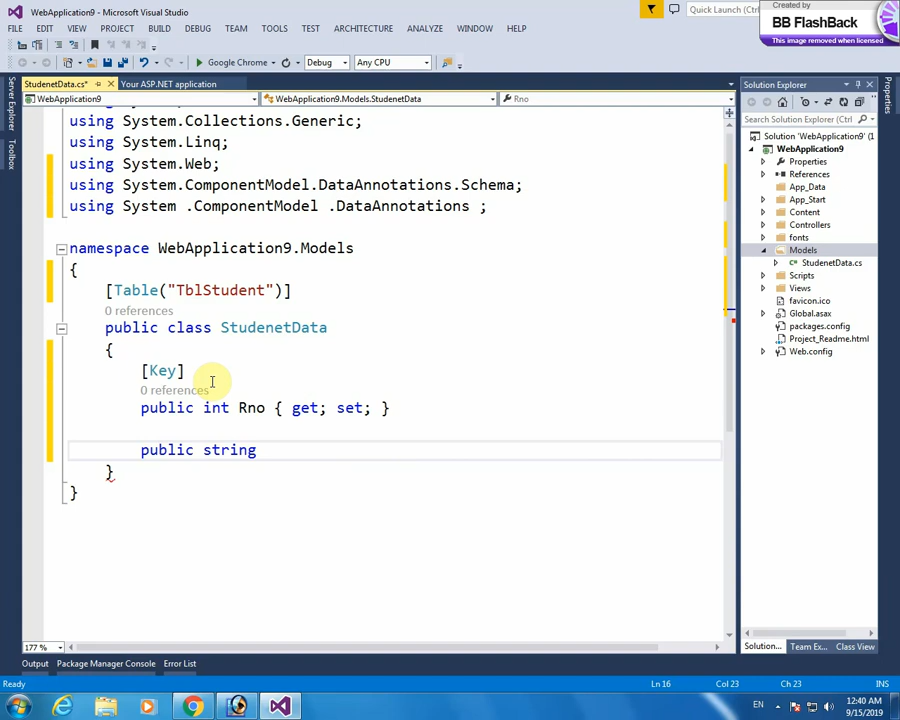 WebApplication9 - Microsoft Visual Studio
Quick Launch (Ctrl
Created by
BB FlashBack
This image removed when licensed
FILE EDIT VIEW PROJECT BUILD DEBUG TEAM TOOLS TEST ARCHITECTURE ANALYZE WINDOW HELP
Google Chrome Debug Any CPU
Server Explorer
Toolbox
Properties
StudenetData.cs* Your ASP.NET application
WebApplication9 WebApplication9.Models.StudenetData Rno
using System.Collections.Generic;
using System.Linq;
using System.Web;
using System.ComponentModel.DataAnnotations.Schema;
using System .ComponentModel .DataAnnotations ;
namespace WebApplication9.Models
{
[Table("TblStudent")]
0 references
public class StudenetData
{
[Key]
0 references
public int Rno { get; set; }
public string
}
}
177 %
Solution Explorer
Search Solution Explorer (Ctrl
Solution 'WebApplication9' (1
WebApplication9
Properties
References
App_Data
App_Start
Content
Controllers
fonts
Models
StudenetData.cs
Scripts
Views
favicon.ico
Global.asax
packages.config
Project_Readme.html
Web.config
Solution... Team Ex... Class View
Output Package Manager Console Error List
Ready Ln 16 Col 23 Ch 23 INS
EN
12:40 AM
9/15/2019